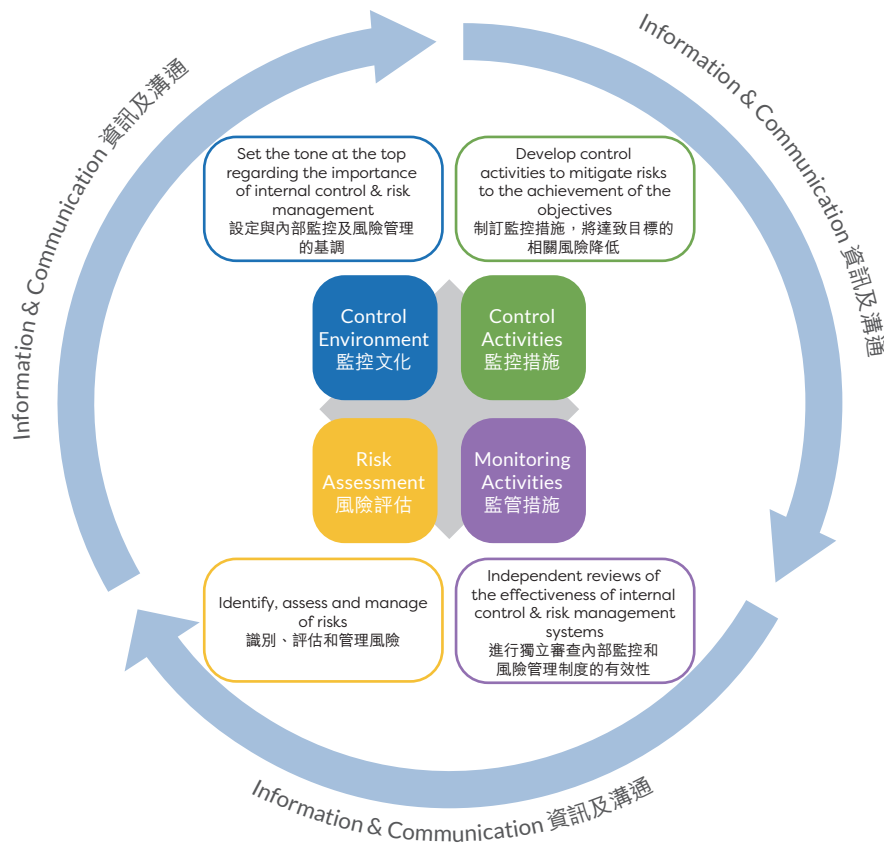 Information & Communication 資訊及溝通
Information & Communication 資訊及溝通
Set the tone at the top
regarding the importance
of internal control & risk
management
設定與內部監控及風險管理
的基調
Develop control
activities to mitigate risks
to the achievement of the
objectives
制訂監控措施，將達致目標的
相關風險降低
Control
Environment
監控文化
Control
Activities
監控措施
Risk
Assessment
風險評估
Monitoring
Activities
監管措施
Identify, assess and manage
of risks
識別、評估和管理風險
Independent reviews of
the effectiveness of internal
control & risk management
systems
進行獨立審查內部監控和
風險管理制度的有效性
Information & Communication 資訊及溝通